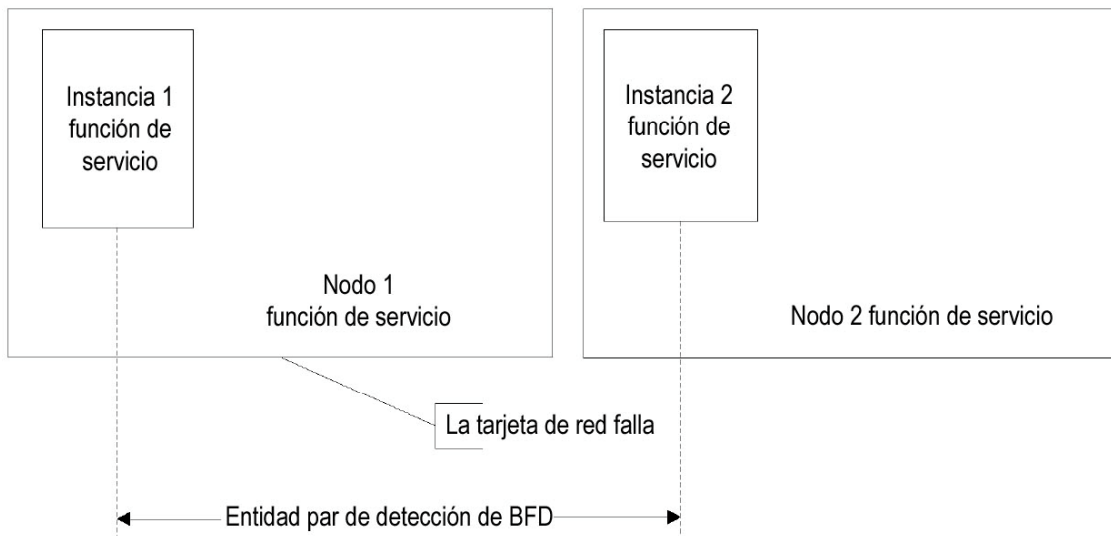 Instancia 1
función de
servicio
Instancia 2
función de
servicio
Nodo 1
función de servicio
Nodo 2 función de servicio
La tarjeta de red falla
Entidad par de detección de BFD